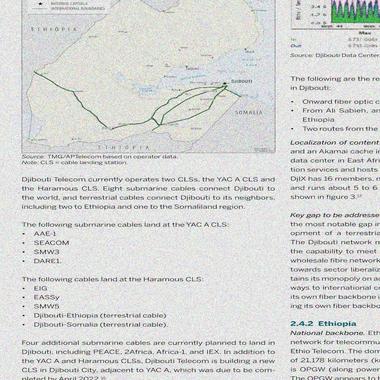 NATIONAL CAPITALS
INTERNATIONAL BOUNDARIES
ETHIOPIA
DJIBOUTI
SOMALIA
ETHIOPIA
Source: TMG/APTelecom based on operator data.
Note: CLS = cable landing station.
Djibouti Telecom currently operates two CLSs, the YAC A CLS and
the Haramous CLS. Eight submarine cables connect Djibouti to
the world, and terrestrial cables connect Djibouti to its neighbors,
including two to Ethiopia and one to the Somaliland region.
The following submarine cables land at the YAC A CLS:
• AAE-1
• SEACOM
• SMW3
• DARE1.
The following cables land at the Haramous CLS:
• EIG
• EASSy
• SMW5
• Djibouti-Ethiopia (terrestrial cable)
• Djibouti-Somalia (terrestrial cable).
Four additional submarine cables are currently planned to land in
Djibouti, including PEACE, 2Africa, Africa-1, and IEX. In addition to
the YAC A and Haramous CLSs, Djibouti Telecom is building a new
CLS in Djibouti City, adjacent to YAC A, which was due to be com-
pleted by April 2022.
Max
In
Out
Source: Djibouti Data Center
The following are the re
in Djibouti:
• Onward fiber optic c
• From Ali Sabieh, an
Ethiopia
• Two routes from the
Localization of content
and an Akamai cache i
data center in East Afri
tion services and hosts
DjIX has 16 members, n
and runs about 5 to 6
shown in figure 3.
Key gap to be addresse
the most notable gap in
opment of a terrestria
The Djibouti network m
the capability to meet
wholesale fibre network
towards sector liberaliz
tains its monopoly on a
ways to international co
its own fiber backbone i
ing its own fiber backbo
2.4.2 Ethiopia
National backbone. Eth
network for telecommu
Ethio Telecom. The dom
of 21,178 kilometers (k
is OPGW (along power
The OPGW appears to